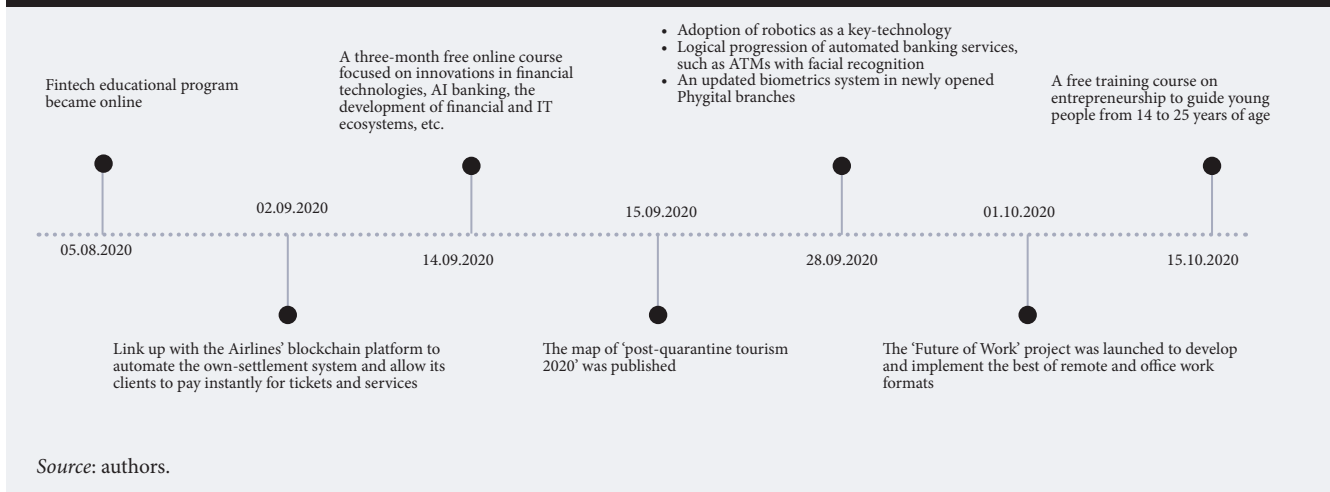 Fintech educational program
became online
05.08.2020
02.09.2020
Link up with the Airlines’ blockchain platform to
automate the own-settlement system and allow its
clients to pay instantly for tickets and services
A three-month free online course
focused on innovations in financial
technologies, AI banking, the
development of financial and IT
ecosystems, etc.
14.09.2020
15.09.2020
The map of ‘post-quarantine tourism
2020’ was published
• Adoption of robotics as a key-technology
• Logical progression of automated banking services,
such as ATMs with facial recognition
• An updated biometrics system in newly opened
Phygital branches
28.09.2020
01.10.2020
The ‘Future of Work’ project was launched to develop
and implement the best of remote and office work
formats
A free training course on
entrepreneurship to guide young
people from 14 to 25 years of age
15.10.2020
Source: authors.